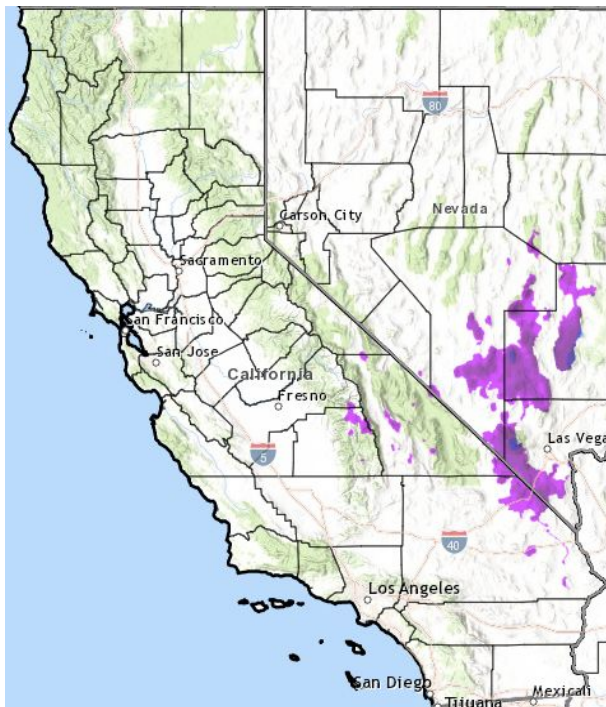 80
Nevada
Carson City
Sacramento
San Francisco
San Jose
California
Fresno
Las Vega
5
40
Los Angeles
San Diego
Tijuana
Mexicali